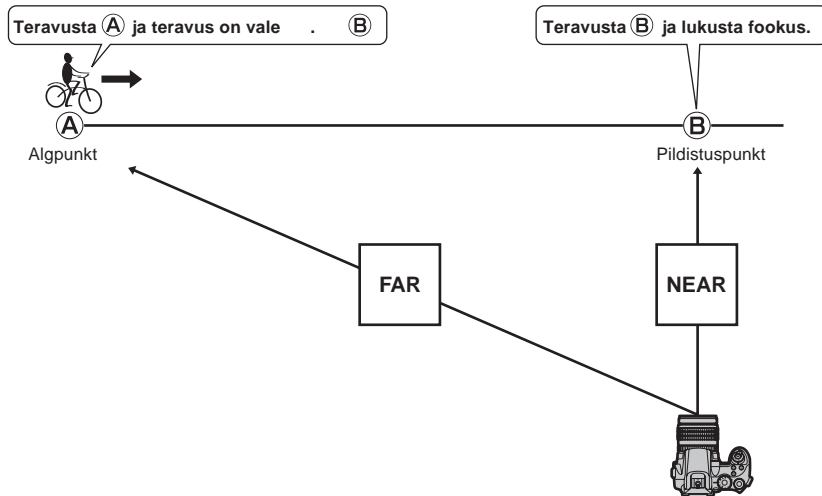 Teravusta Ⓐ ja teravus on vale . Ⓑ
Teravusta Ⓑ ja lukusta fookus.
Ⓐ
Ⓑ
Algpunkt
Pildistuspunkt
FAR
NEAR